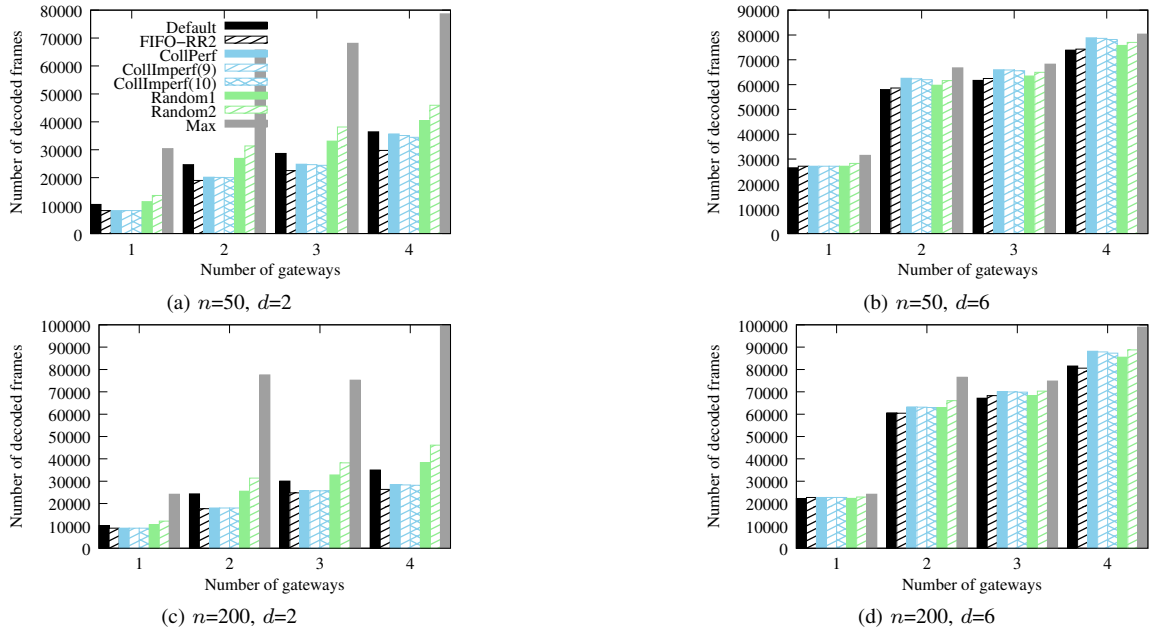 Number of decoded frames
80000
70000
60000
50000
40000
30000
20000
10000
0
Default
FIFO−RR2
CollPerf
CollImperf(9)
CollImperf(10)
Random1
Random2
Max
1 2 3 4
Number of gateways
(a) n=50, d=2
Number of decoded frames
90000
80000
70000
60000
50000
40000
30000
20000
10000
0
1 2 3 4
Number of gateways
(b) n=50, d=6
Number of decoded frames
100000
90000
80000
70000
60000
50000
40000
30000
20000
10000
0
1 2 3 4
Number of gateways
(c) n=200, d=2
Number of decoded frames
100000
90000
80000
70000
60000
50000
40000
30000
20000
10000
0
1 2 3 4
Number of gateways
(d) n=200, d=6